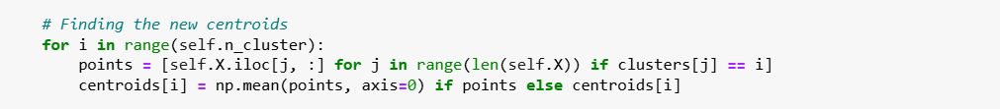 # Finding the new centroids
for i in range(self.n_cluster):
    points = [self.X.iloc[j, :] for j in range(len(self.X)) if clusters[j] == i]
    centroids[i] = np.mean(points, axis=0) if points else centroids[i]